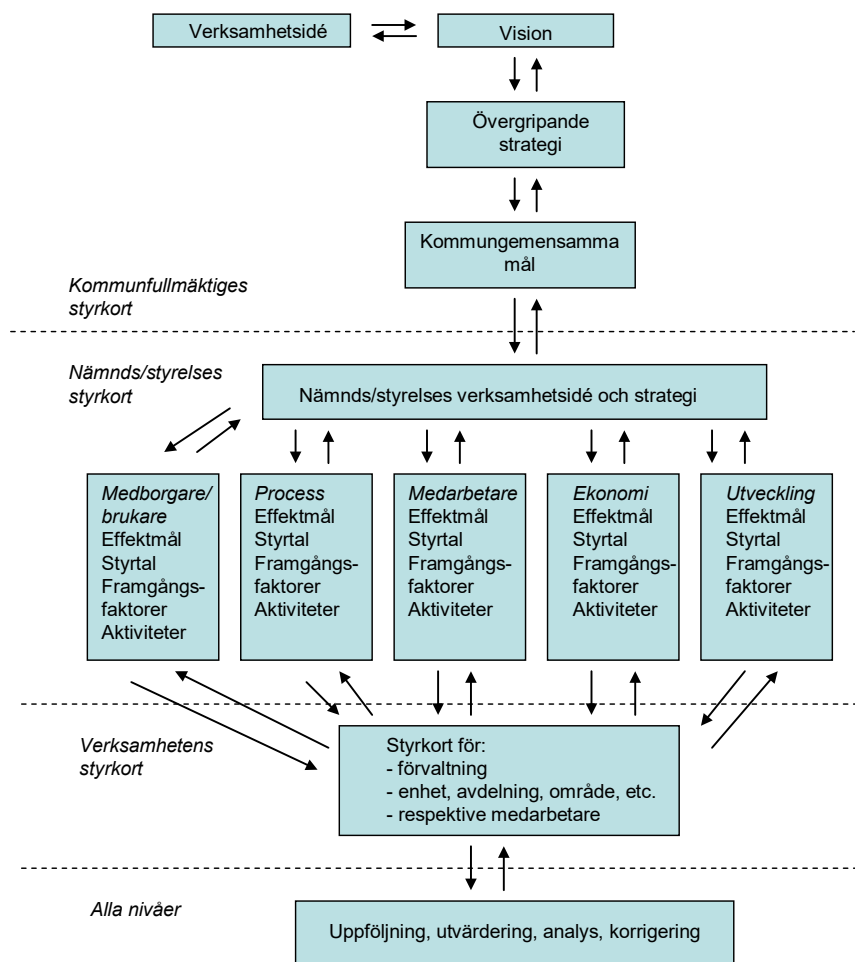 Verksamhetsidé
Vision
Övergripande
strategi
Kommungemensamma
mål
Kommunfullmäktiges
styrkort
Nämnds/styrelses
styrkort
Nämnds/styrelses verksamhetsidé och strategi
Medborgare/
brukare
Effektmål
Styrtal
Framgångs-
faktorer
Aktiviteter
Process
Effektmål
Styrtal
Framgångs-
faktorer
Aktiviteter
Medarbetare
Effektmål
Styrtal
Framgångs-
faktorer
Aktiviteter
Ekonomi
Effektmål
Styrtal
Framgångs-
faktorer
Aktiviteter
Utveckling
Effektmål
Styrtal
Framgångs-
faktorer
Aktiviteter
Verksamhetens
styrkort
Styrkort för:
- förvaltning
- enhet, avdelning, område, etc.
- respektive medarbetare
Alla nivåer
Uppföljning, utvärdering, analys, korrigering